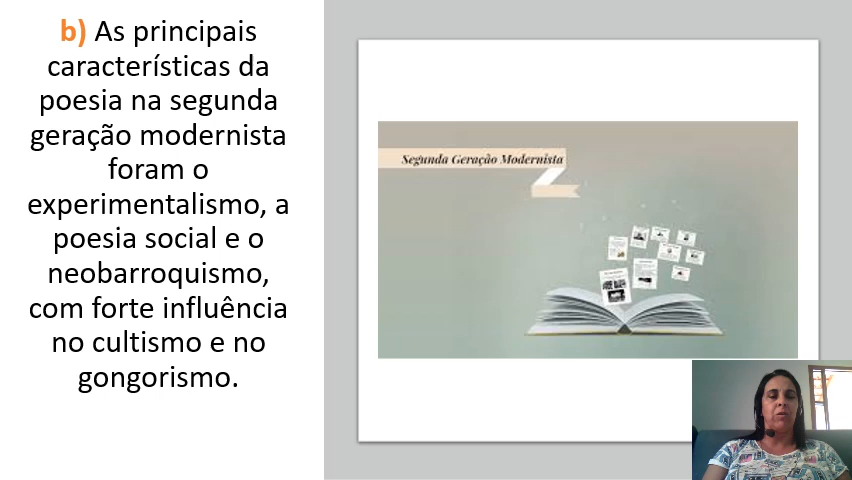 b) As principais
características da
poesia na segunda
geração modernista
foram o
experimentalismo, a
poesia social e o
neobarroquismo,
com forte influência
no cultismo e no
gongorismo.
Segunda Geração Modernista